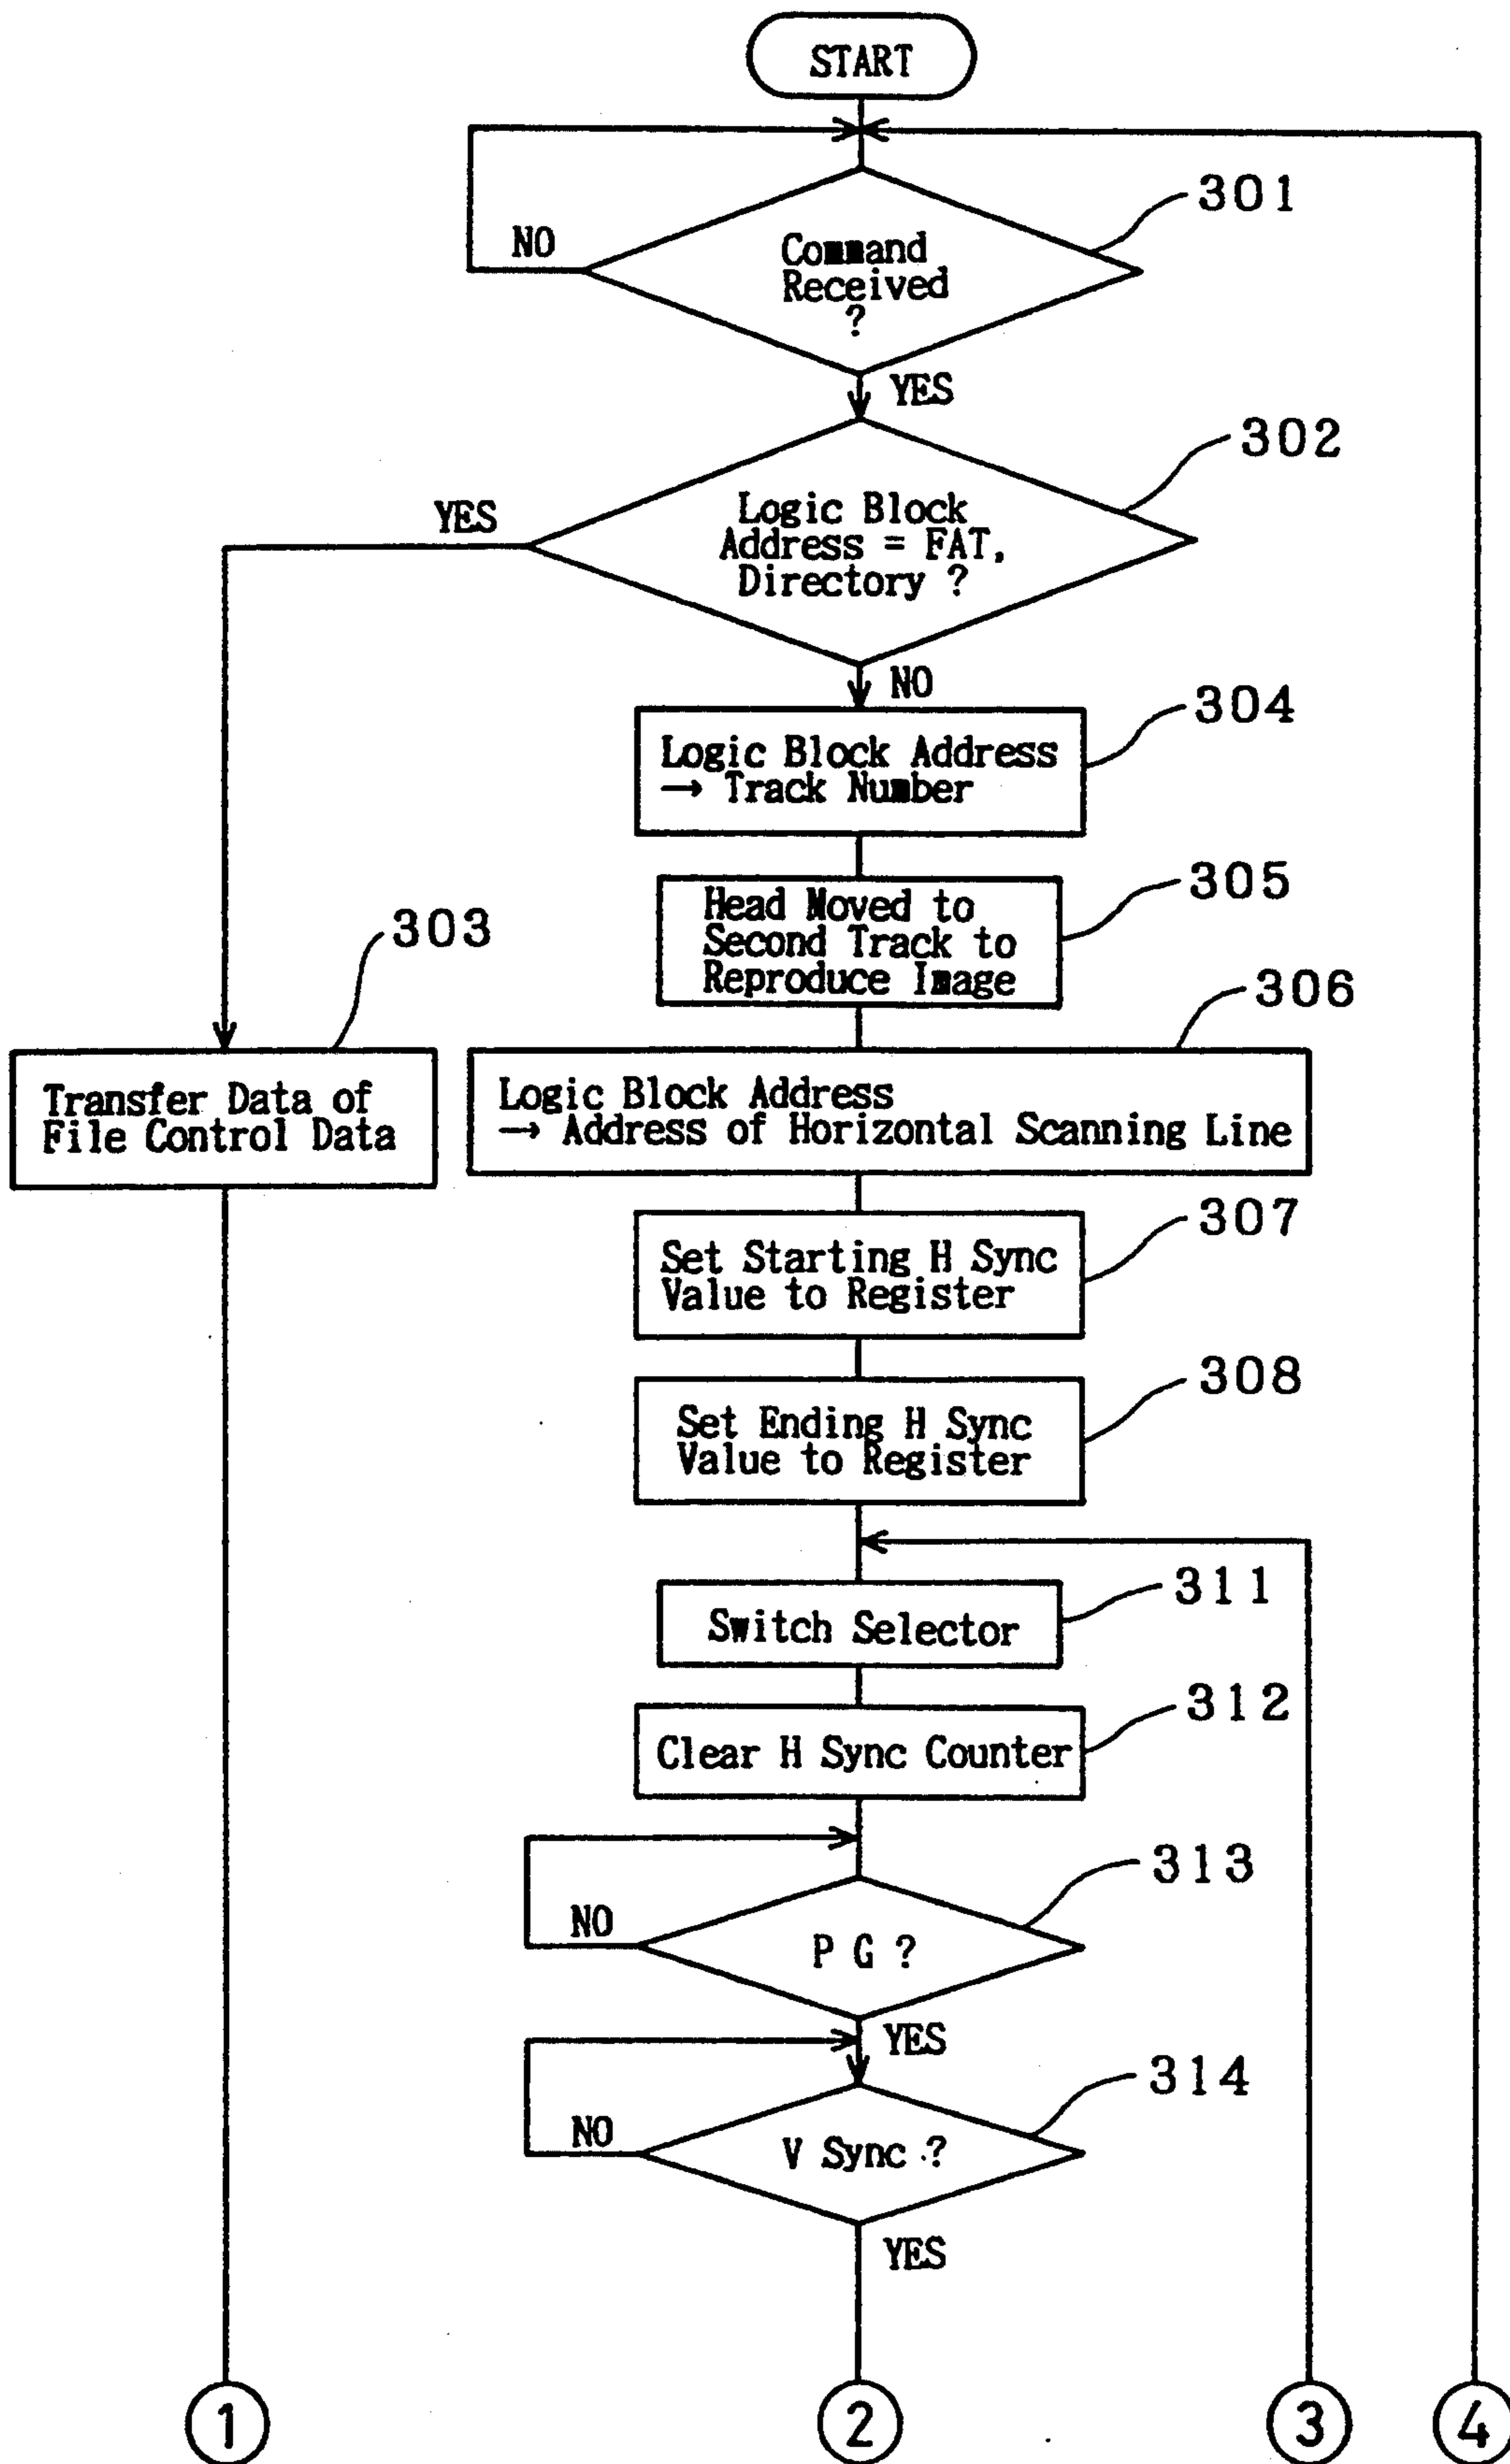 START
301
NO
Command
Received
?
YES
302
YES
Logic Block
Address = FAT,
Directory ?
NO
304
Logic Block Address
→ Track Number
305
Head Moved to
Second Track to
Reproduce Image
303
306
Transfer Data of
File Control Data
Logic Block Address
→ Address of Horizontal Scanning Line
307
Set Starting H Sync
Value to Register
308
Set Ending H Sync
Value to Register
311
Switch Selector
312
Clear H Sync Counter
313
NO
P G ?
YES
314
NO
V Sync ?
YES
1
2
3
4